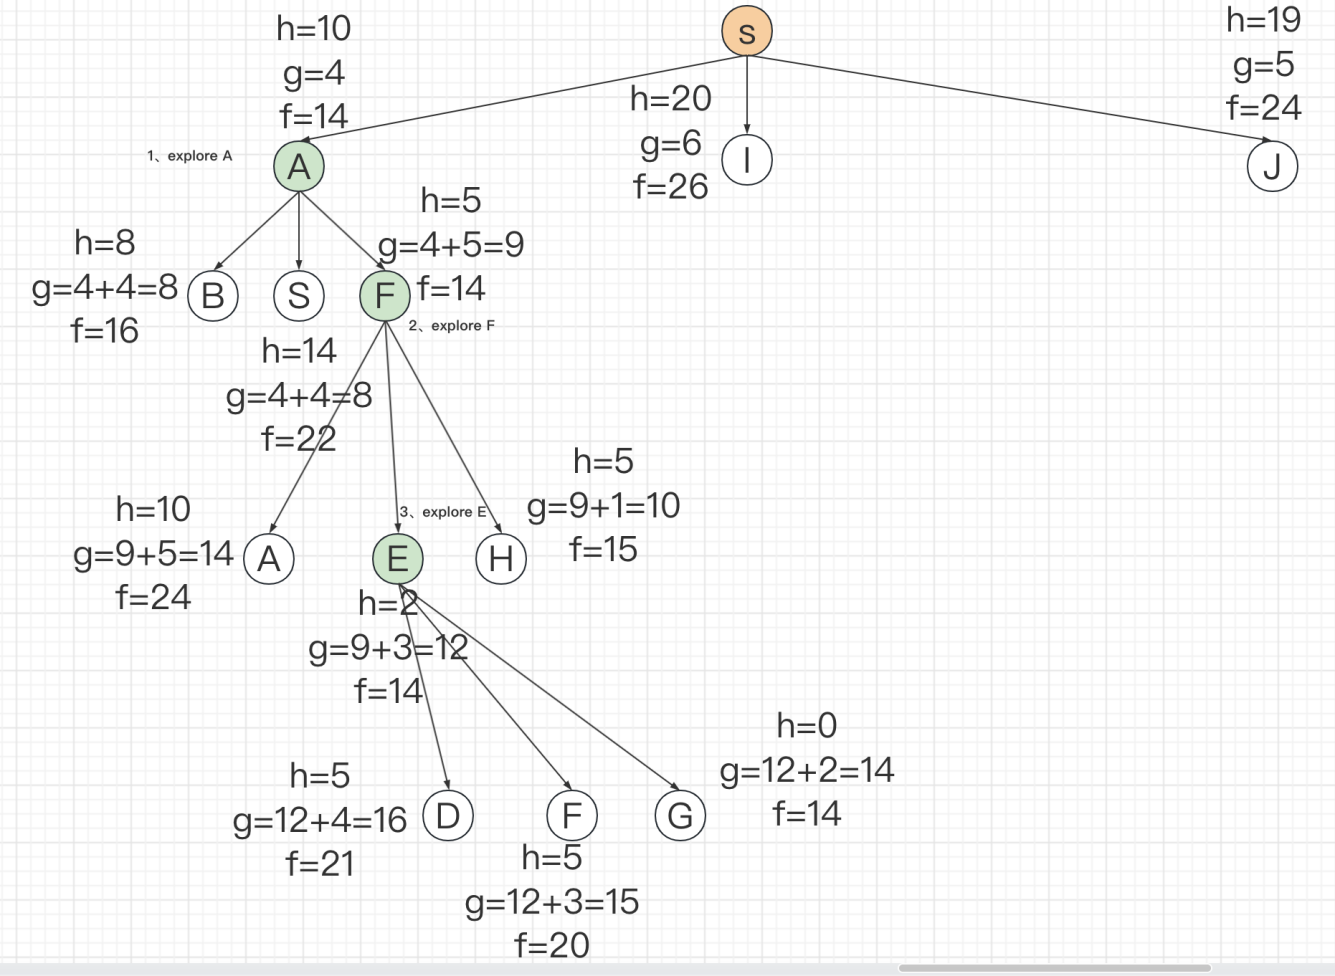 h=10
g=4
f=14
s
h=19
g=5
f=24
h=20
g=6
f=26
I
J
1、explore A
A
h=5
g=4+5=9
f=14
h=8
g=4+4=8
f=16
B
S
F
2、explore F
h=14
g=4+4=8
f=22
h=10
g=9+5=14
f=24
A
3、explore E
E
h=5
g=9+1=10
f=15
H
h=2
g=9+3=12
f=14
h=0
g=12+2=14
f=14
h=5
g=12+4=16
f=21
D
F
G
h=5
g=12+3=15
f=20